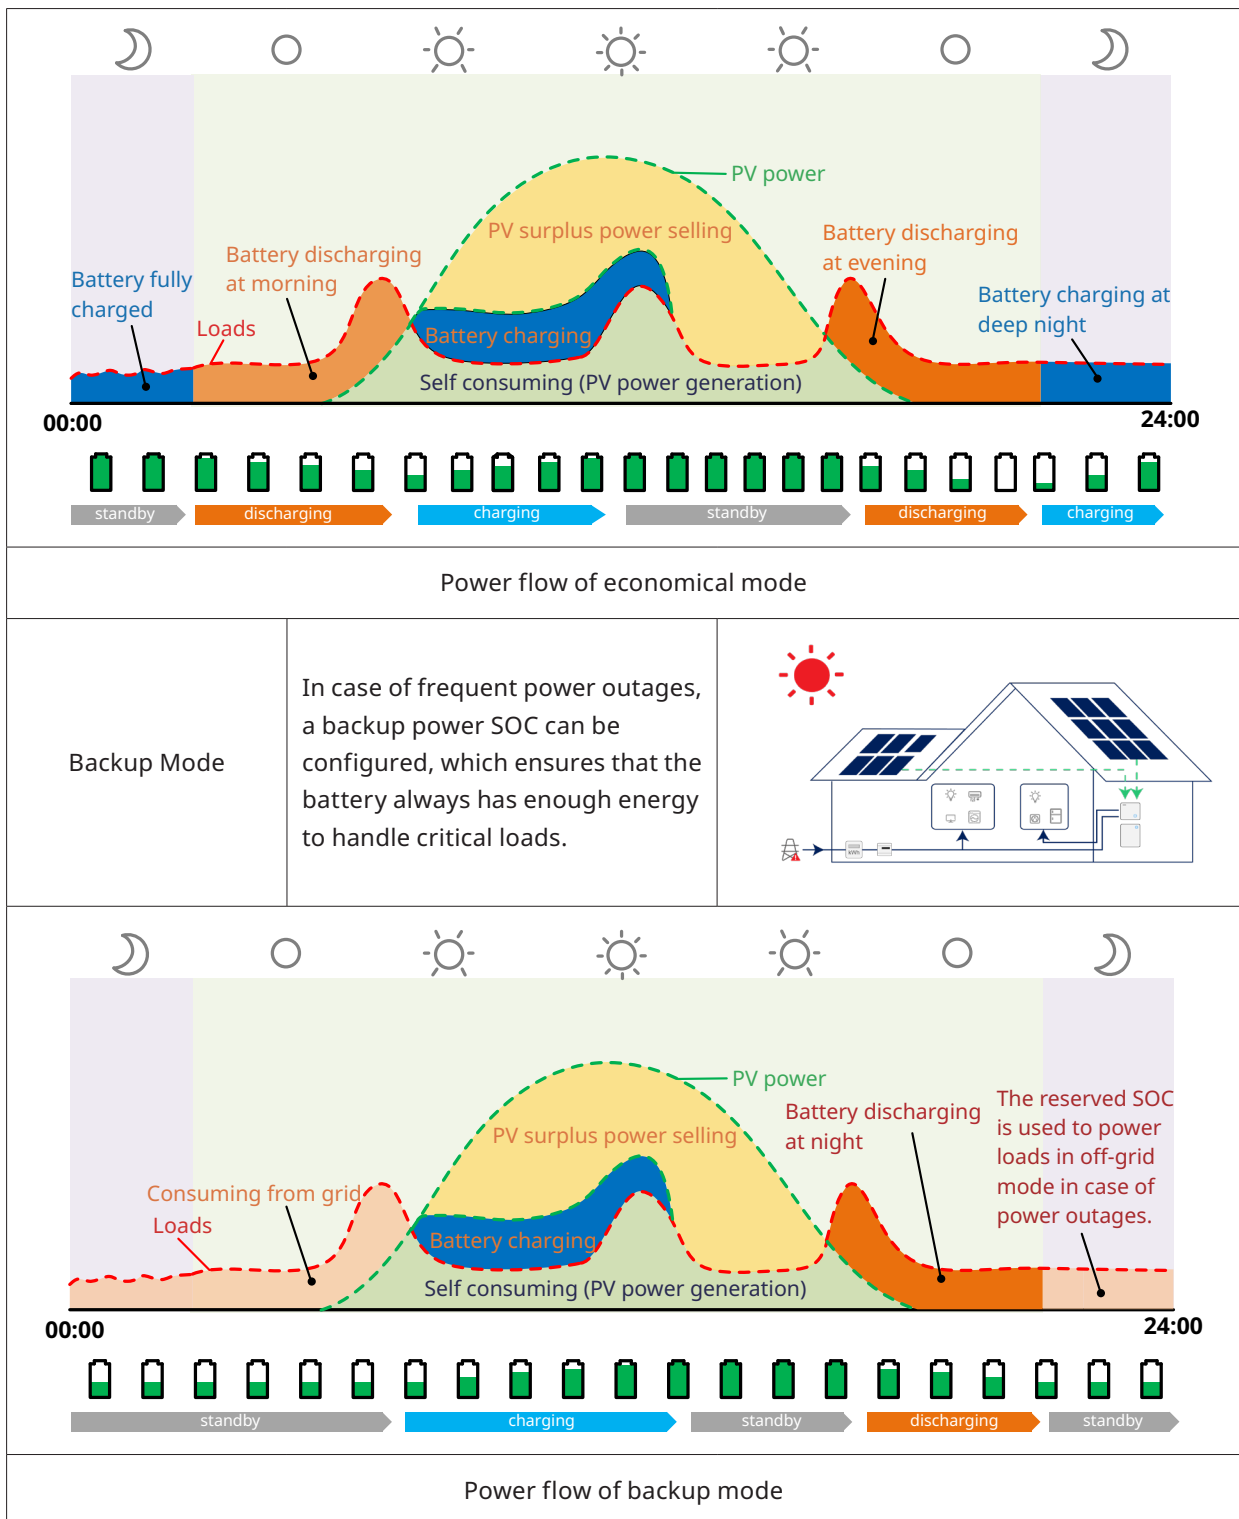 PV power
PV surplus power selling
Battery discharging
at morning
Battery discharging
at evening
Battery fully
charged
Battery charging at
deep night
Loads
Battery charging
Self consuming (PV power generation)
00:00
24:00
standby
discharging
charging
standby
discharging
charging
Power flow of economical mode
Backup Mode
In case of frequent power outages,
a backup power SOC can be
configured, which ensures that the
battery always has enough energy
to handle critical loads.
kWh
PV power
The reserved SOC
is used to power
loads in off-grid
mode in case of
power outages.
Battery discharging
at night
PV surplus power selling
Consuming from grid
Loads
Battery charging
Self consuming (PV power generation)
00:00
24:00
standby
charging
standby
discharging
standby
Power flow of backup mode